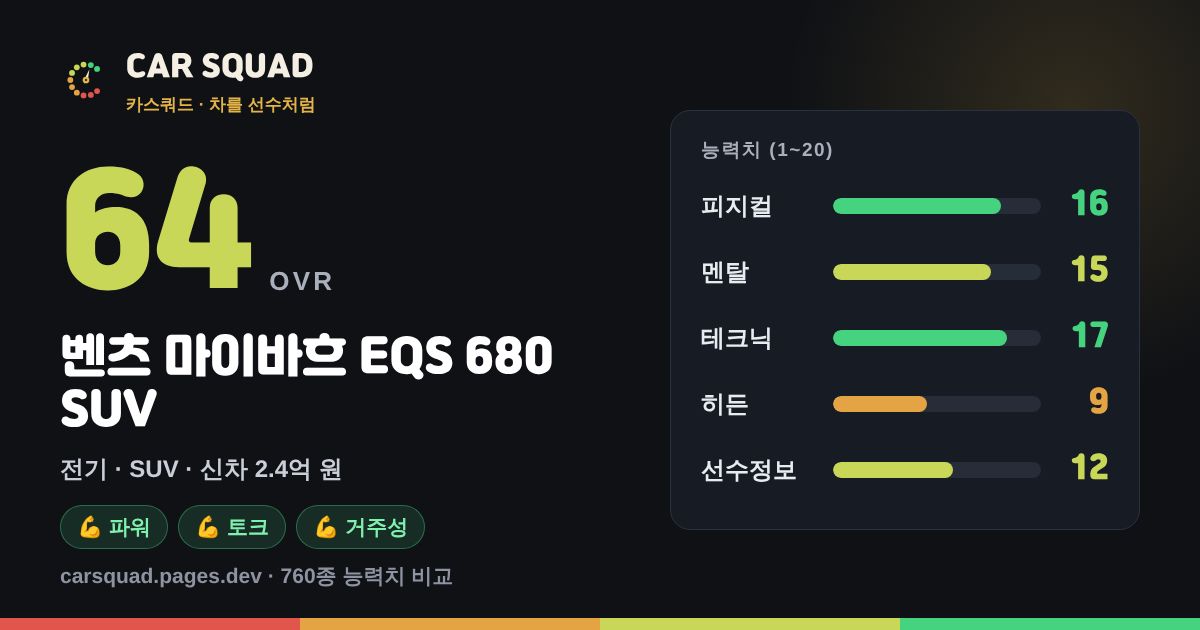 CAR SQUAD
카스쿼드 · 차를 선수처럼
64 OVR
벤츠 마이바흐 EQS 680
SUV
전기 · SUV · 신차 2.4억 원
💪 파워 💪 토크 💪 거주성
carsquad.pages.dev · 760종 능력치 비교
능력치 (1~20)
피지컬 16
멘탈 15
테크닉 17
히든 9
선수정보 12